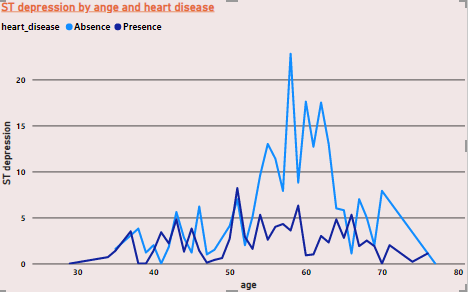 ST depression by ange and heart disease
heart_disease Absence Presence
ST depression
20
15
10
5
0
30 40 50 60 70 80
age